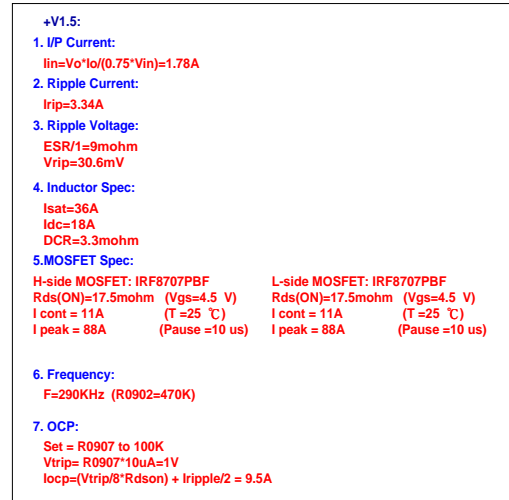 +V1.5:
1. I/P Current:
Iin=Vo*Io/(0.75*Vin)=1.78A
2. Ripple Current:
Irip=3.34A
3. Ripple Voltage:
ESR/1=9mohm
Vrip=30.6mV
4. Inductor Spec:
Isat=36A
Idc=18A
DCR=3.3mohm
5.MOSFET Spec:
H-side MOSFET: IRF8707PBF L-side MOSFET: IRF8707PBF
Rds(ON)=17.5mohm (Vgs=4.5 V) Rds(ON)=17.5mohm (Vgs=4.5 V)
I cont = 11A (T =25 ℃) I cont = 11A (T =25 ℃)
I peak = 88A (Pause =10 us) I peak = 88A (Pause =10 us)
6. Frequency:
F=290KHz (R0902=470K)
7. OCP:
Set = R0907 to 100K
Vtrip= R0907*10uA=1V
Iocp=(Vtrip/8*Rdson) + Iripple/2 = 9.5A